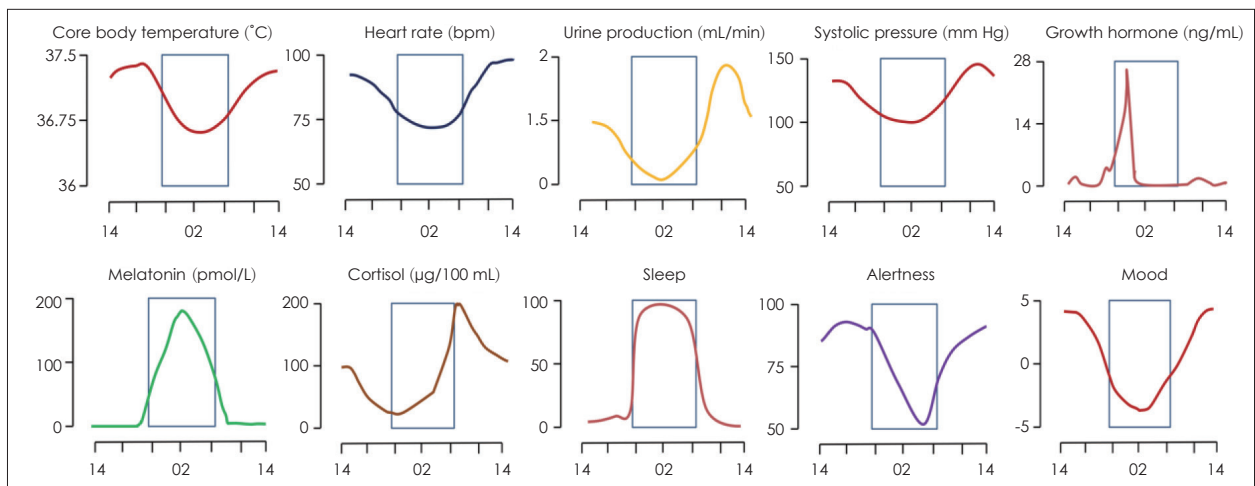 Core body temperature (˚C)
37.5
36.75
36
14 02 14
Heart rate (bpm)
100
75
50
14 02 14
Urine production (mL/min)
2
1.5
0
14 02 14
Systolic pressure (mm Hg)
150
100
50
14 02 14
Growth hormone (ng/mL)
28
14
0
14 02 14
Melatonin (pmol/L)
200
100
0
14 02 14
Cortisol (µg/100 mL)
200
100
0
14 02 14
Sleep
100
50
0
14 02 14
Alertness
100
75
50
14 02 14
Mood
5
0
-5
14 02 14